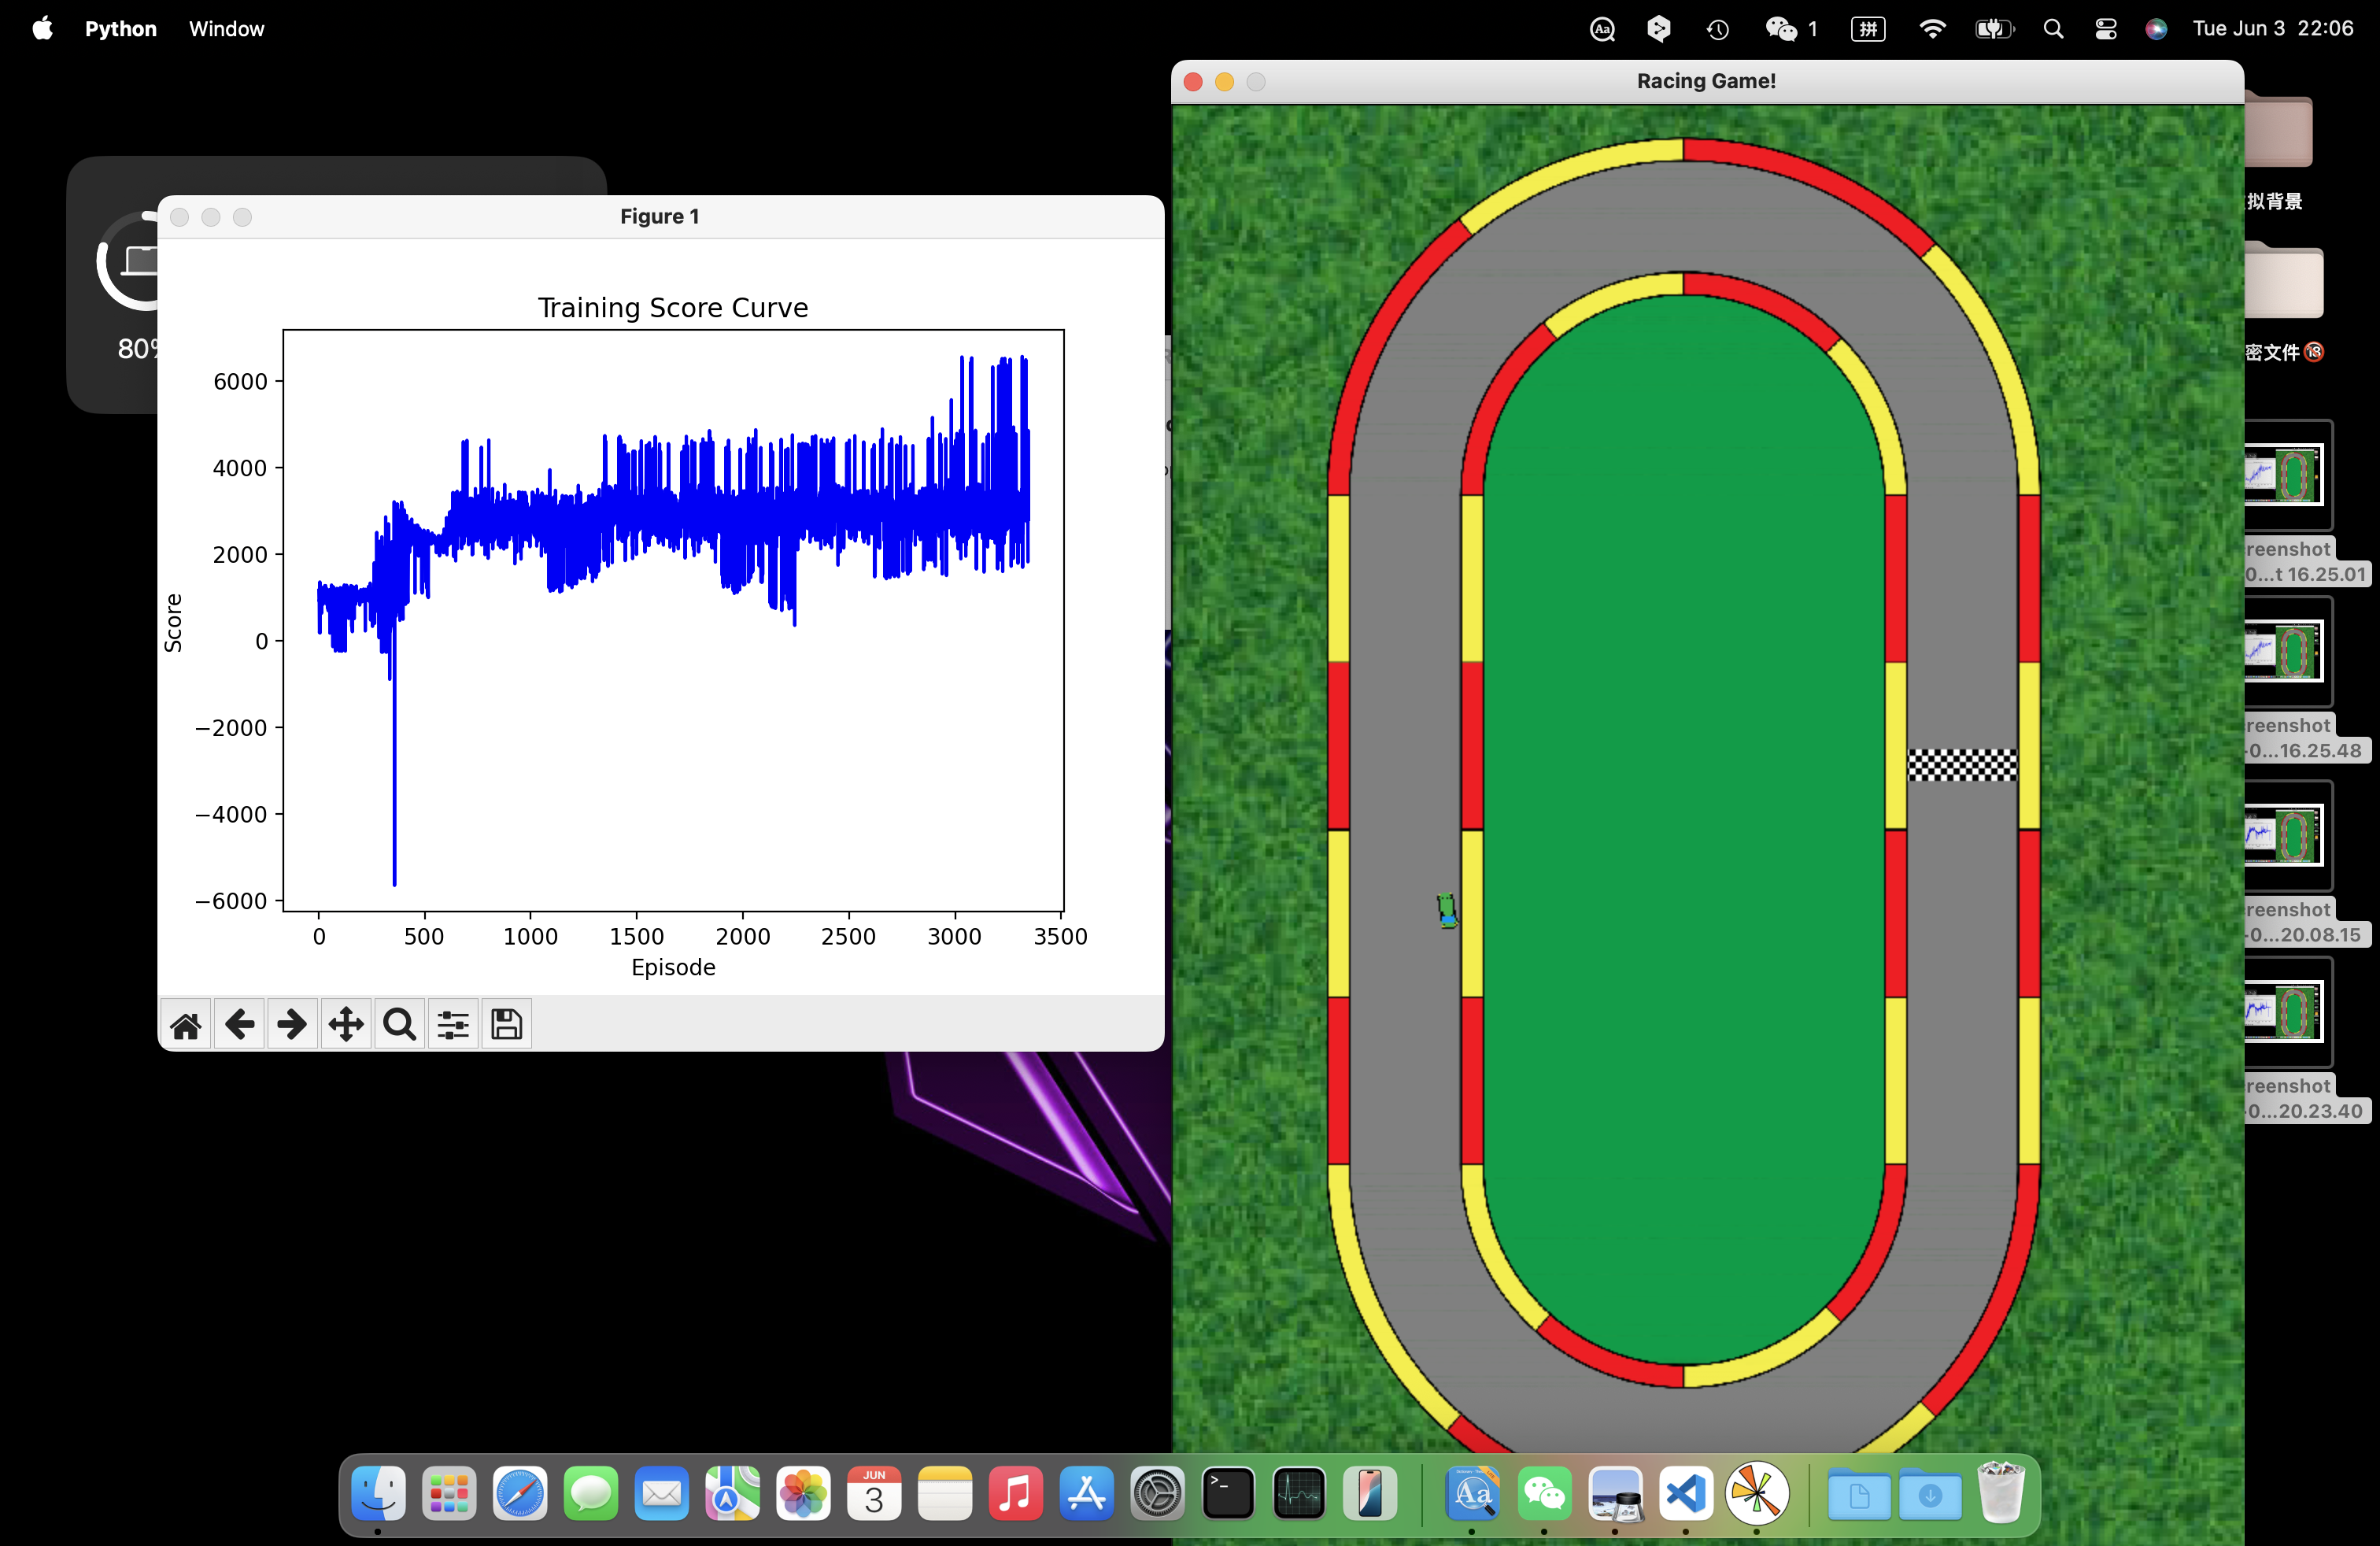 Python Window
1 拼 Tue Jun 3 22:06
Racing Game!
Figure 1
80%
Training Score Curve
6000
4000
2000
0
−2000
−4000
−6000
Score
0 500 1000 1500 2000 2500 3000 3500
Episode
拟背景
密文件🔞
reenshot
0...t 16.25.01
reenshot
-0...16.25.48
reenshot
-0...20.08.15
reenshot
-0...20.23.40
JUN
3
Aa